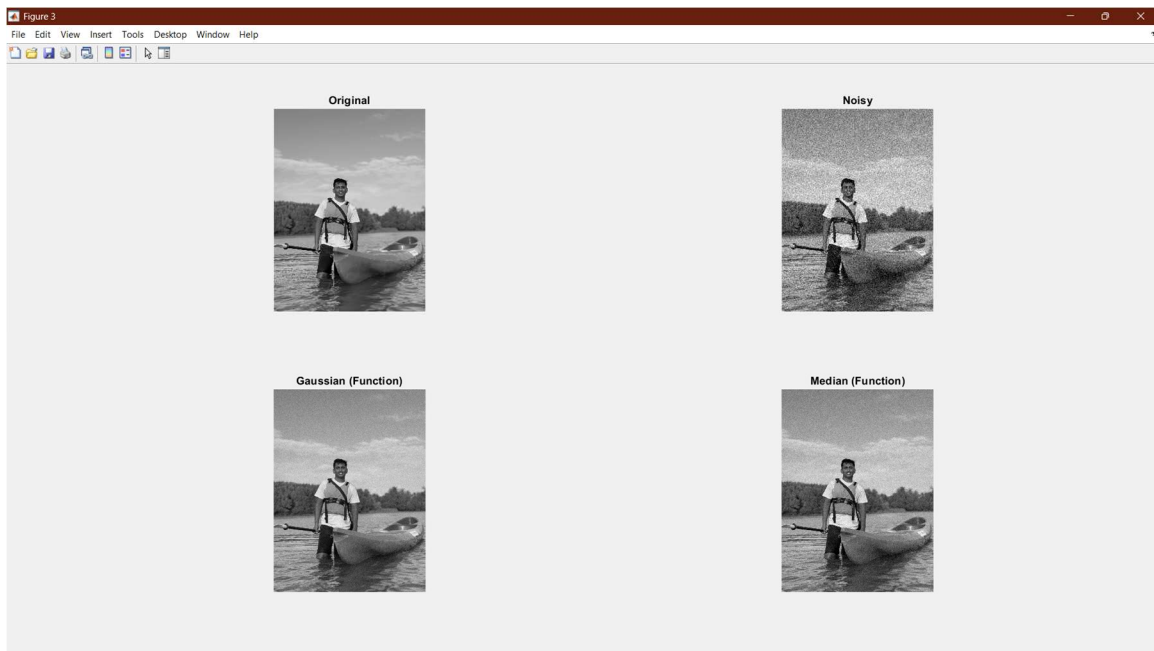 Figure 3
File Edit View Insert Tools Desktop Window Help
Original
Noisy
Gaussian (Function)
Median (Function)